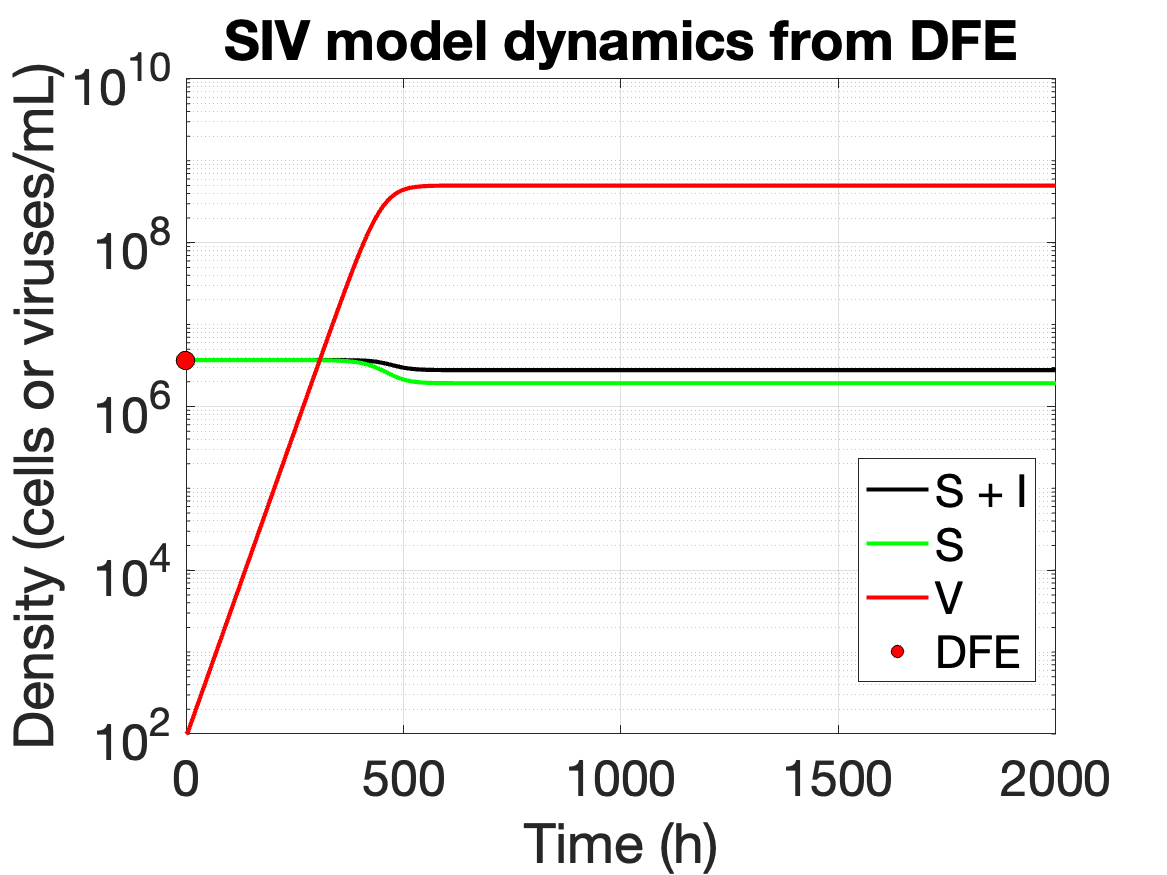 SIV model dynamics from DFE
Density (cells or viruses/mL)
10^10
10^8
10^6
10^4
10^2
0 500 1000 1500 2000
Time (h)
S + I
S
V
DFE